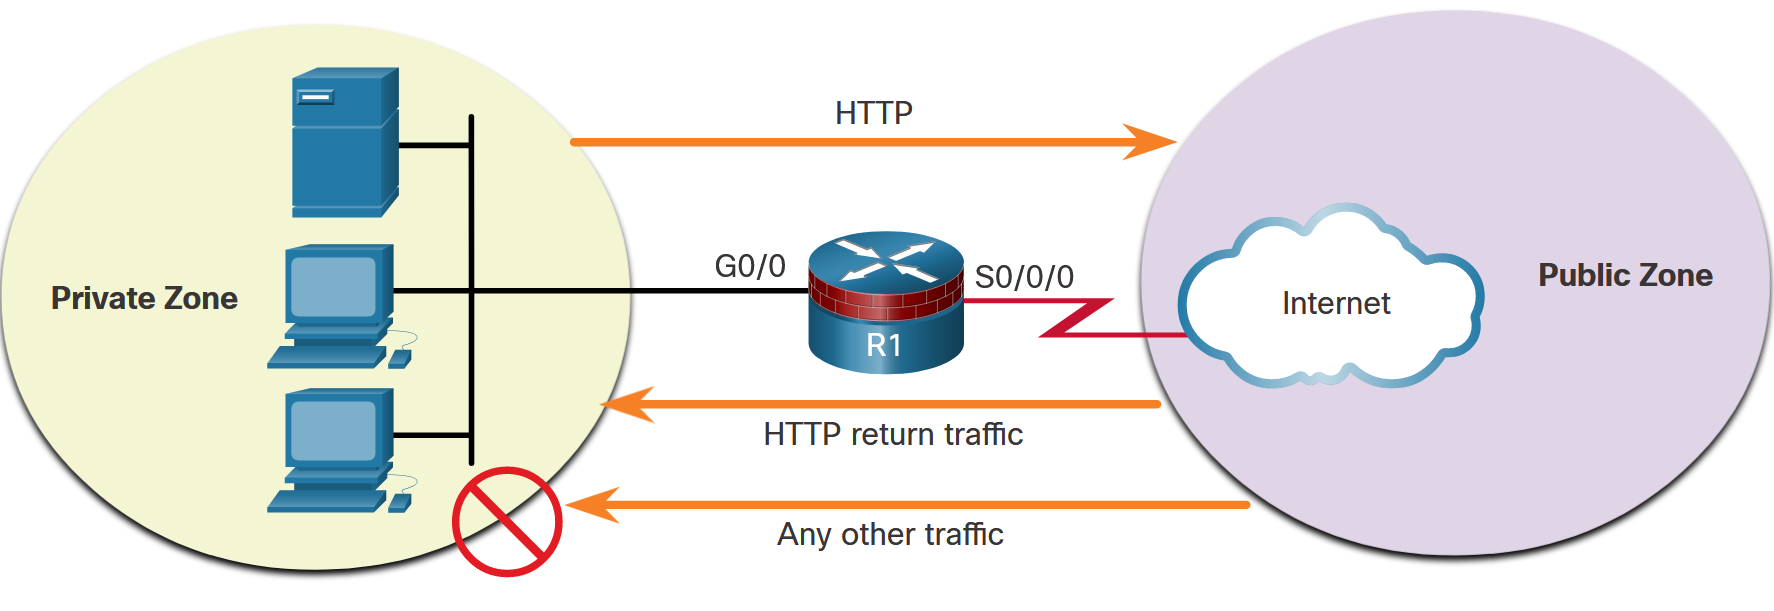 HTTP
G0/0
S0/0/0
Private Zone
R1
Internet
Public Zone
HTTP return traffic
Any other traffic